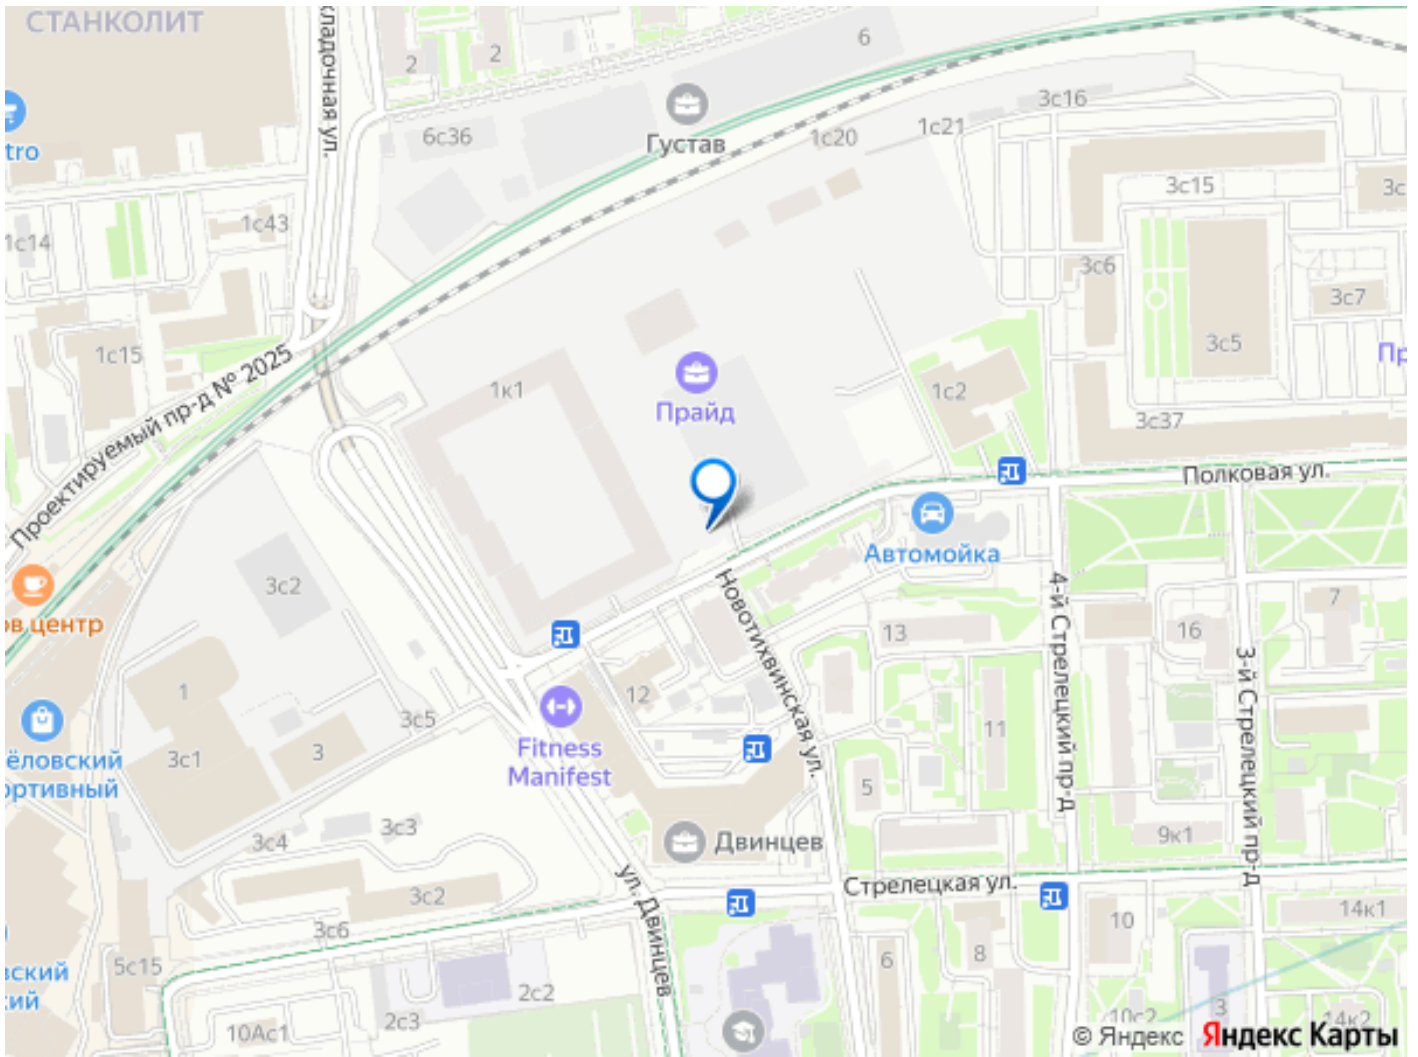 СТАНКОЛИТ
кладочная ул.
2
2
6
Густав
6с36
1с20
1с21
3с16
tro
3с15
3с
1с14
1с43
3с6
3с7
3с5
1с15
Проектируемый пр-д № 2025
1к1
Прайд
1с2
Пр
3с37
Полковая ул.
Автомойка
3с2
ов центр
Новотихвинская ул.
4-й Стрелецкий пр-д
7
13
16
3-й Стрелецкий пр-д
1
12
3с5
11
Fitness
Manifest
ёловский
ортивный
3с1
3
5
3с3
3с4
9к1
Двинцев
ул. Двинцев
Стрелецкая ул.
3с2
3с6
14к1
10
8
6
5с15
вский
кий
2с2
2с3
10Ас1
10с2
3
14к2
© Яндекс
Яндекс Карты